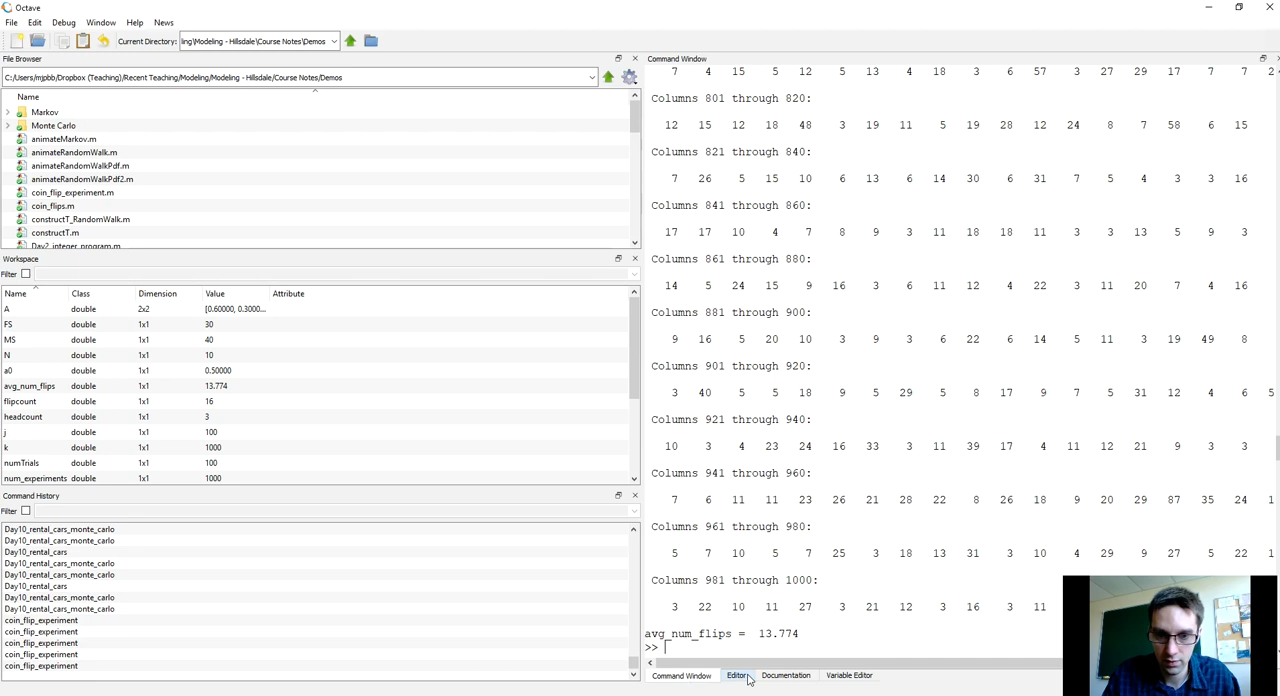 Octave
File Edit Debug Window Help News
Current Directory: ling\Modeling - Hillsdale\Course Notes\Demos
File Browser
C:/Users/mjpbb/Dropbox (Teaching)/Recent Teaching/Modeling/Modeling - Hillsdale/Course Notes/Demos
Name
Markov
Monte Carlo
animateMarkov.m
animateRandomWalk.m
animateRandomWalkPdf.m
animateRandomWalkPdf2.m
coin_flip_experiment.m
coin_flips.m
constructT_RandomWalk.m
constructT.m
Day2_integer_program.m
Workspace
Filter
Name Class Dimension Value Attribute
A double 2x2 [0.60000, 0.3000...
FS double 1x1 30
MS double 1x1 40
N double 1x1 10
a0 double 1x1 0.50000
avg_num_flips double 1x1 13.774
flipcount double 1x1 16
headcount double 1x1 3
j double 1x1 100
k double 1x1 1000
numTrials double 1x1 100
num_experiments double 1x1 1000
Command History
Filter
Day10_rental_cars_monte_carlo
Day10_rental_cars_monte_carlo
Day10_rental_cars
Day10_rental_cars_monte_carlo
Day10_rental_cars_monte_carlo
Day10_rental_cars
Day10_rental_cars_monte_carlo
Day10_rental_cars_monte_carlo
coin_flip_experiment
coin_flip_experiment
coin_flip_experiment
coin_flip_experiment
coin_flip_experiment
Command Window
7 4 15 5 12 5 13 4 18 3 6 57 3 27 29 17 7 7 2
Columns 801 through 820:
12 15 12 18 48 3 19 11 5 19 28 12 24 8 7 58 6 15
Columns 821 through 840:
7 26 5 15 10 6 13 6 14 30 6 31 7 5 4 3 3 16
Columns 841 through 860:
17 17 10 4 7 8 9 3 11 18 18 11 3 3 13 5 9 3
Columns 861 through 880:
14 5 24 15 9 16 3 6 11 12 4 22 3 11 20 7 4 16
Columns 881 through 900:
9 16 5 20 10 3 9 3 6 22 6 14 5 11 3 19 49 8
Columns 901 through 920:
3 40 5 5 18 9 5 29 5 8 17 9 7 5 31 12 4 6 5
Columns 921 through 940:
10 3 4 23 24 16 33 3 11 39 17 4 11 12 21 9 3 3
Columns 941 through 960:
7 6 11 11 23 26 21 28 22 8 26 18 9 20 29 87 35 24 1
Columns 961 through 980:
5 7 10 5 7 25 3 18 13 31 3 10 4 29 9 27 5 22 1
Columns 981 through 1000:
3 22 10 11 27 3 21 12 3 16 3 11
avg_num_flips = 13.774
>>
Command Window Editor Documentation Variable Editor